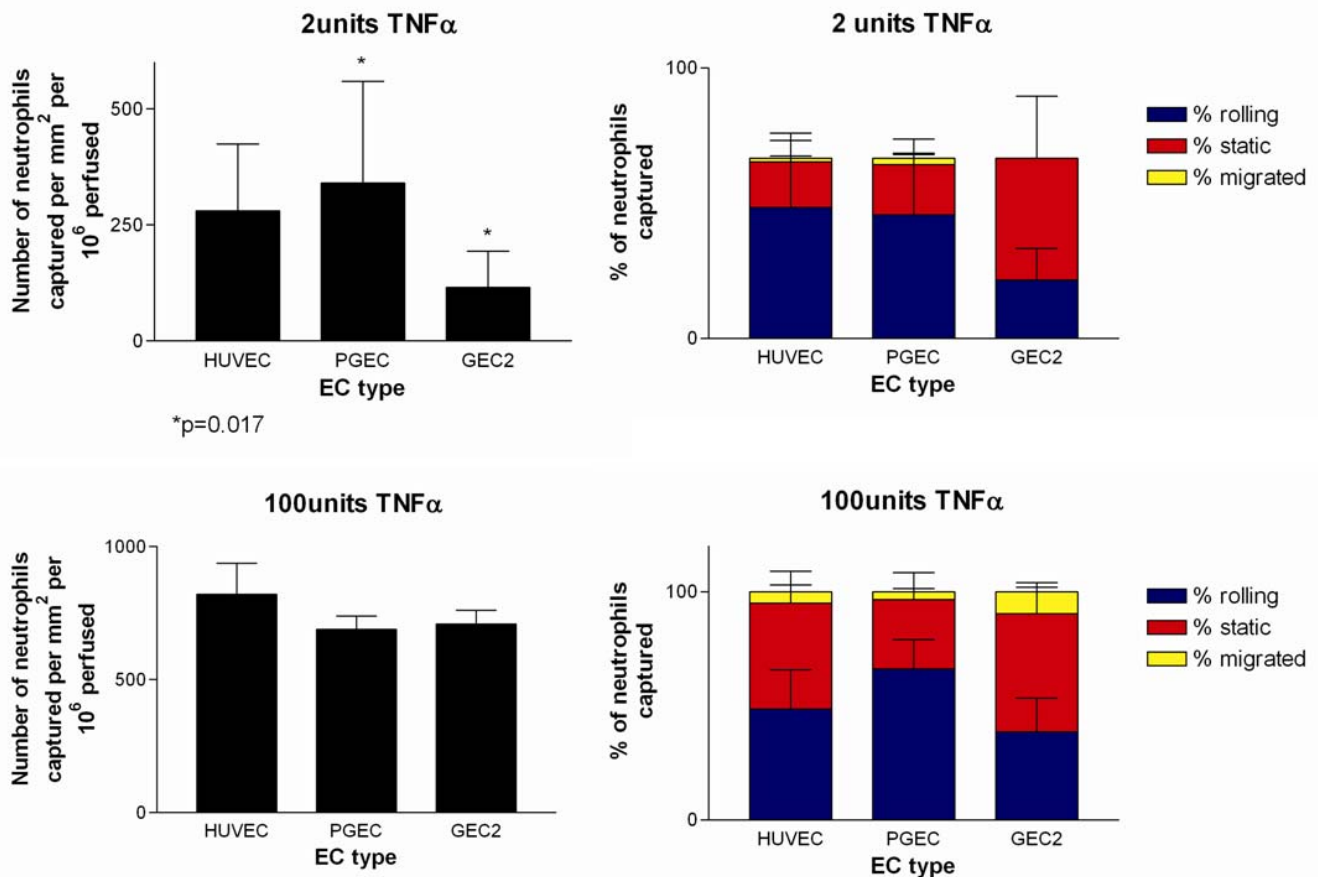 2units TNFα
Number of neutrophils
captured per mm² per
10⁶ perfused
500
250
0
*
*
HUVEC PGEC GEC2
EC type
*p=0.017
2 units TNFα
% of neutrophils
captured
100
0
HUVEC PGEC GEC2
EC type
% rolling
% static
% migrated
100units TNFα
Number of neutrophils
captured per mm² per
10⁶ perfused
1000
500
0
HUVEC PGEC GEC2
EC type
100units TNFα
% of neutrophils
captured
100
0
HUVEC PGEC GEC2
EC type
% rolling
% static
% migrated